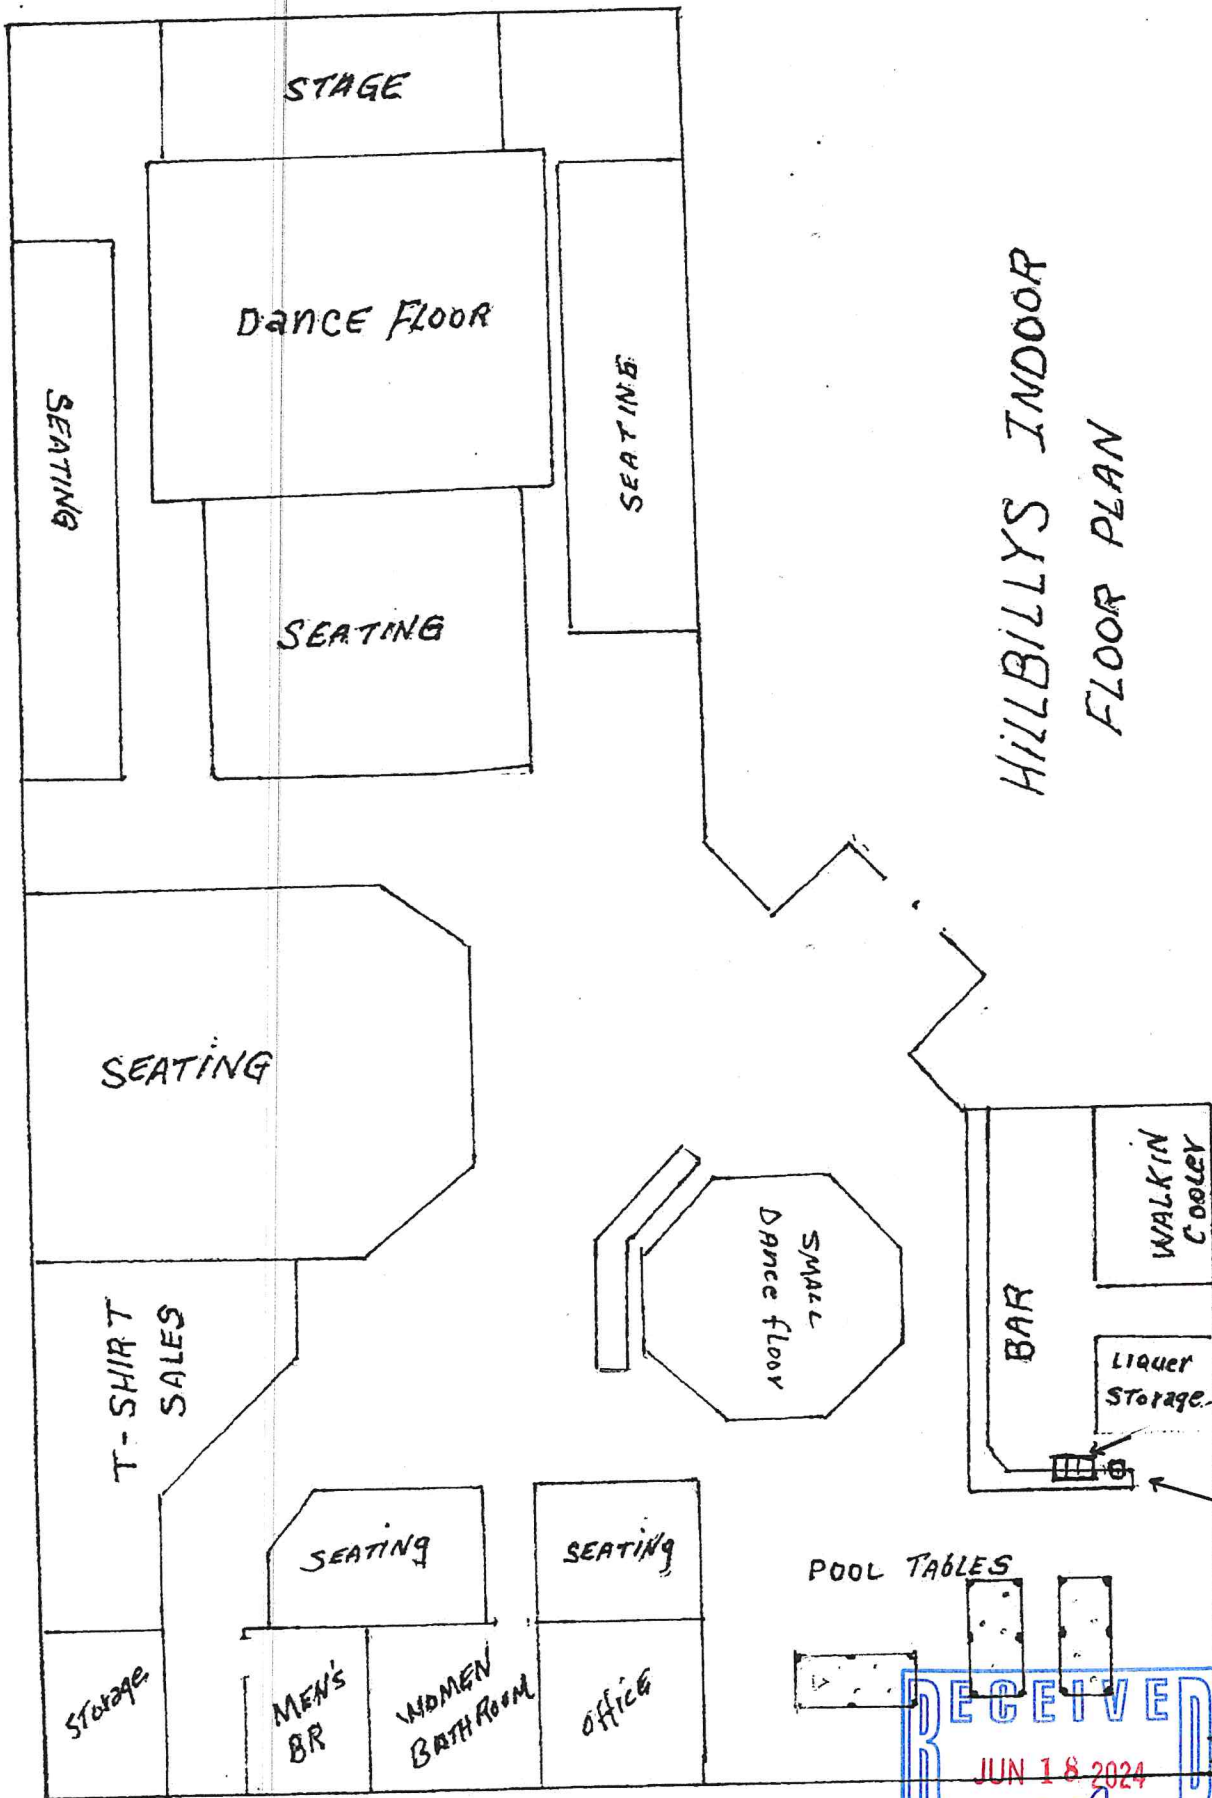 STAGE
DANCE FLOOR
SEATING
SEATING
SEATING
HILLBILLYS INDOOR
FLOOR PLAN
SEATING
SMALL
DANCE floor
WALKIN
COOLER
BAR
LIQUER
STORAGE
T-SHIRT
SALES
SEATING
SEATING
POOL TABLES
STORAGE
MEN'S
BR
WOMEN
BATHROOM
OFFICE
RECEIVED
JUN 18 2024